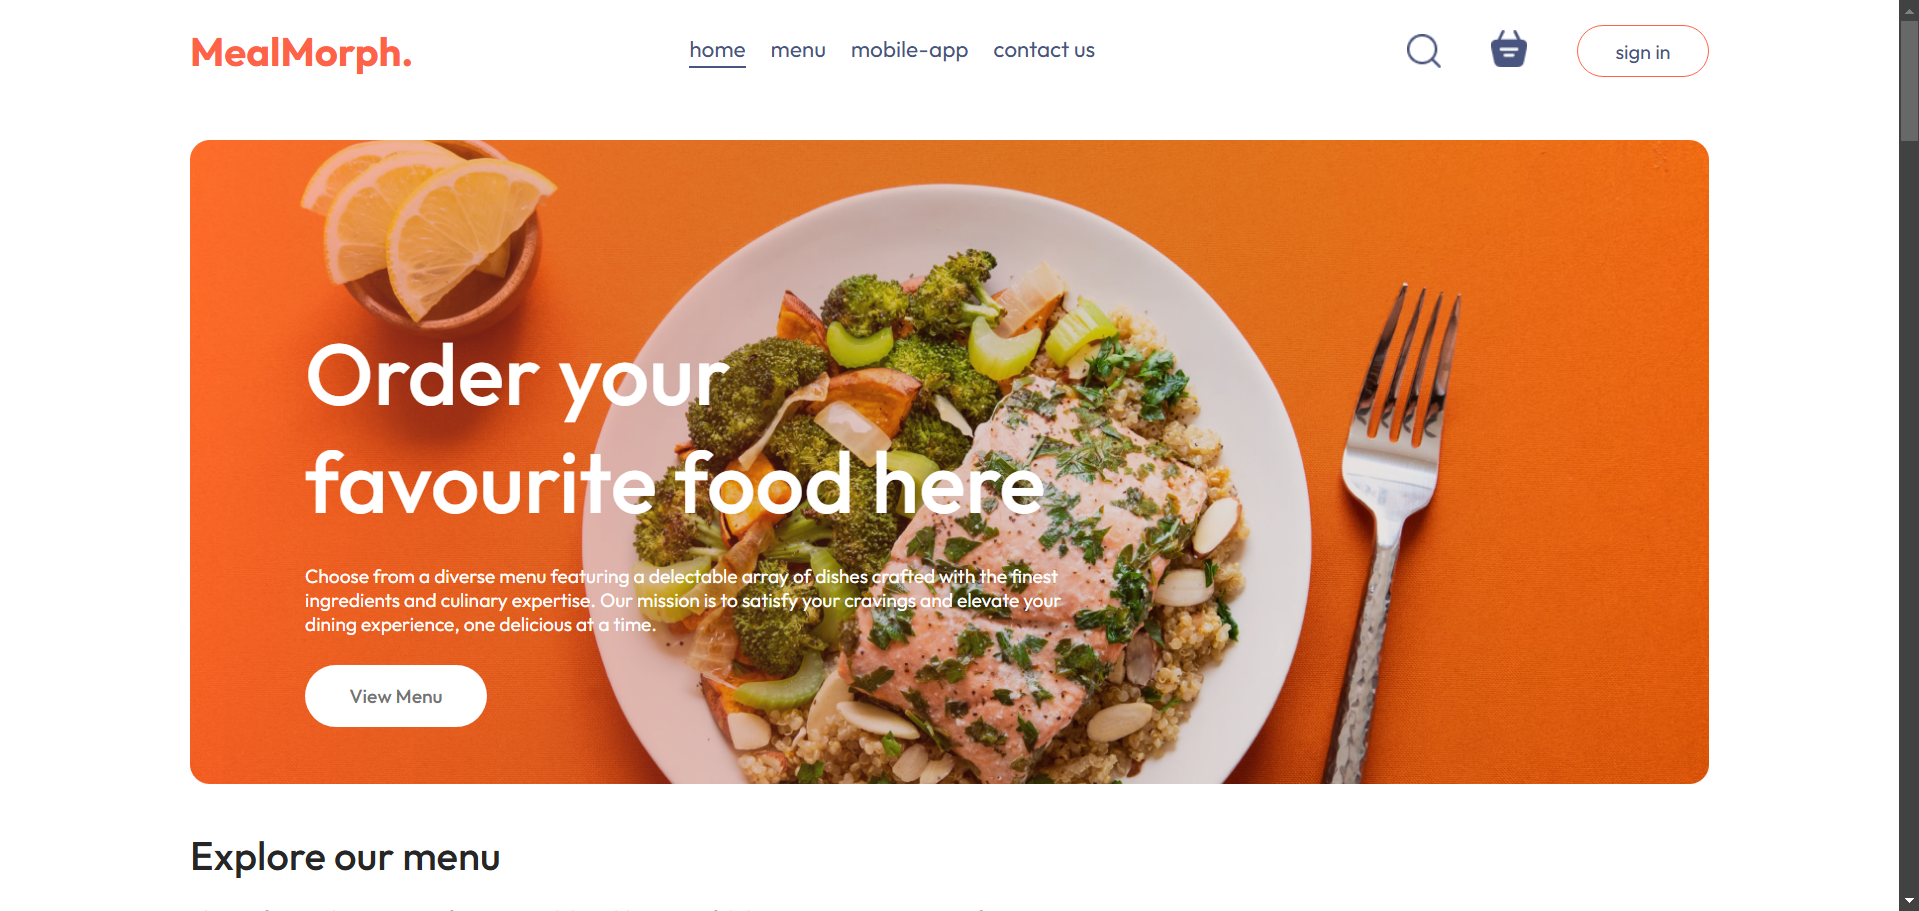 MealMorph.
home menu mobile-app contact us
sign in
Order your
favourite food here
Choose from a diverse menu featuring a delectable array of dishes crafted with the finest
ingredients and culinary expertise. Our mission is to satisfy your cravings and elevate your
dining experience, one delicious at a time.
View Menu
Explore our menu